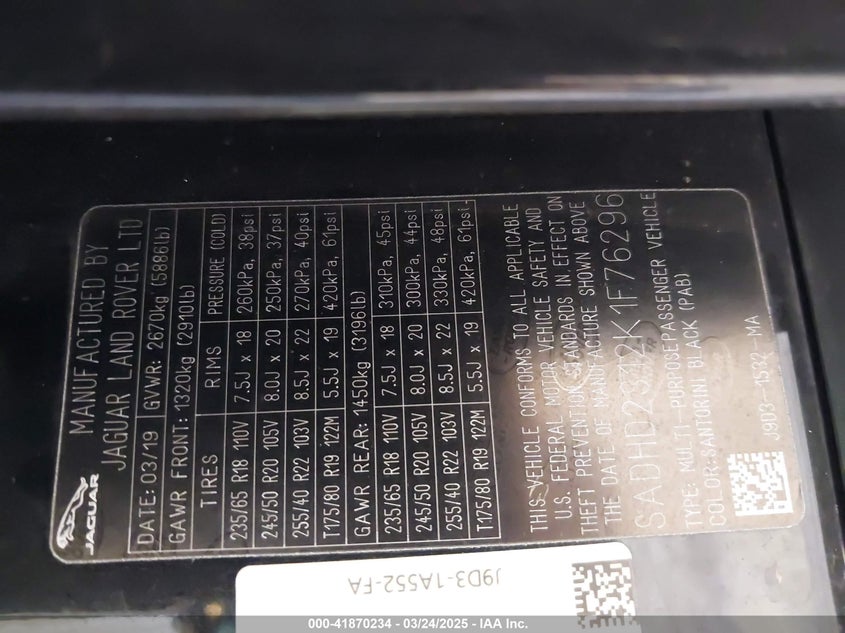 JAGUAR
MANUFACTURED BY
JAGUAR LAND ROVER LTD
DATE: 03/19 GVWR: 2670kg (5886lb)
GAWR FRONT: 1320kg (2910lb)
TIRES RIMS PRESSURE (COLD)
235/65 R18 110V 7.5J x 18 260kPa, 38psi
245/50 R20 105V 8.0J x 20 250kPa, 37psi
255/40 R22 103V 8.5J x 22 270kPa, 40psi
T175/80 R19 122M 5.5J x 19 420kPa, 61psi
GAWR REAR: 1450kg (3196lb)
235/65 R18 110V 7.5J x 18 310kPa, 45psi
245/50 R20 105V 8.0J x 20 300kPa, 44psi
255/40 R22 103V 8.5J x 22 330kPa, 48psi
T175/80 R19 122M 5.5J x 19 420kPa, 61psi
THIS VEHICLE CONFORMS TO ALL APPLICABLE
U.S. FEDERAL MOTOR VEHICLE SAFETY AND
THEFT PREVENTION STANDARDS IN EFFECT ON
THE DATE OF MANUFACTURE SHOWN ABOVE
TYPE: MULTI-PURPOSEPASSENGER VEHICLE
COLOR: SANTORINI BLACK (PAB)
J9D3-1532-MA
J9D3-1A552-FA
000-41870234 - 03/24/2025 - IAA Inc.